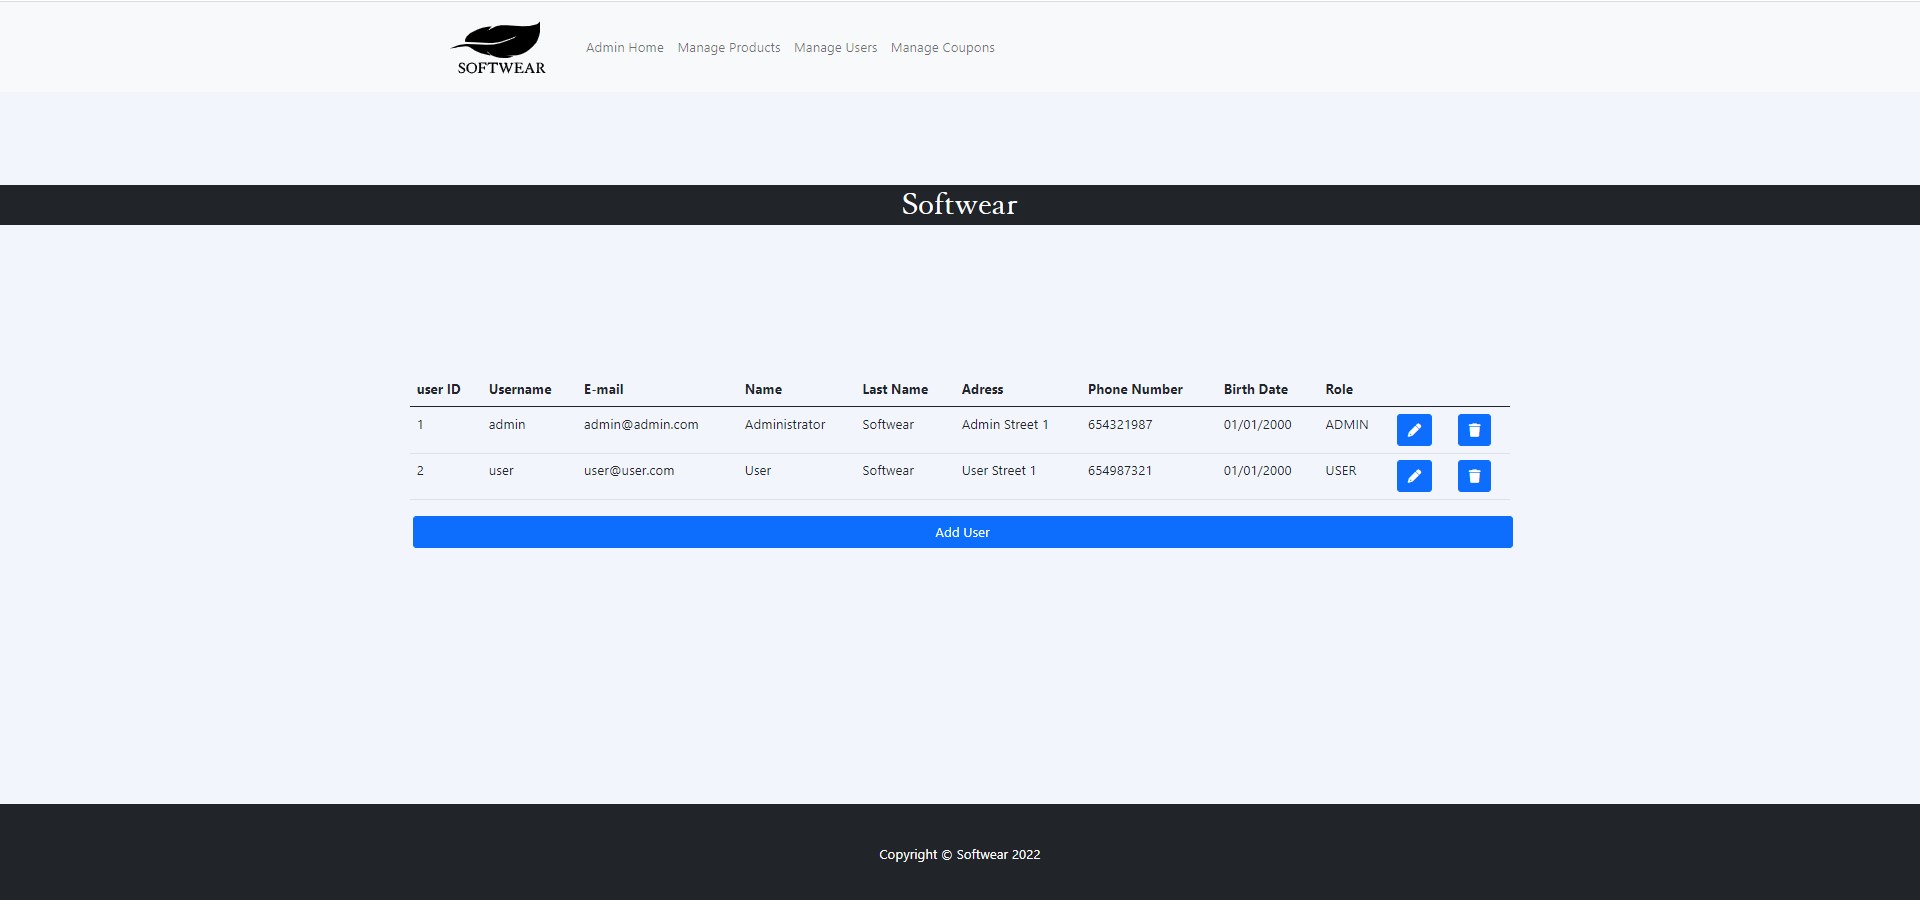 SOFTWEAR
Admin Home Manage Products Manage Users Manage Coupons
Softwear
user ID Username E-mail Name Last Name Adress Phone Number Birth Date Role
1 admin admin@admin.com Administrator Softwear Admin Street 1 654321987 01/01/2000 ADMIN
2 user user@user.com User Softwear User Street 1 654987321 01/01/2000 USER
Add User
Copyright © Softwear 2022